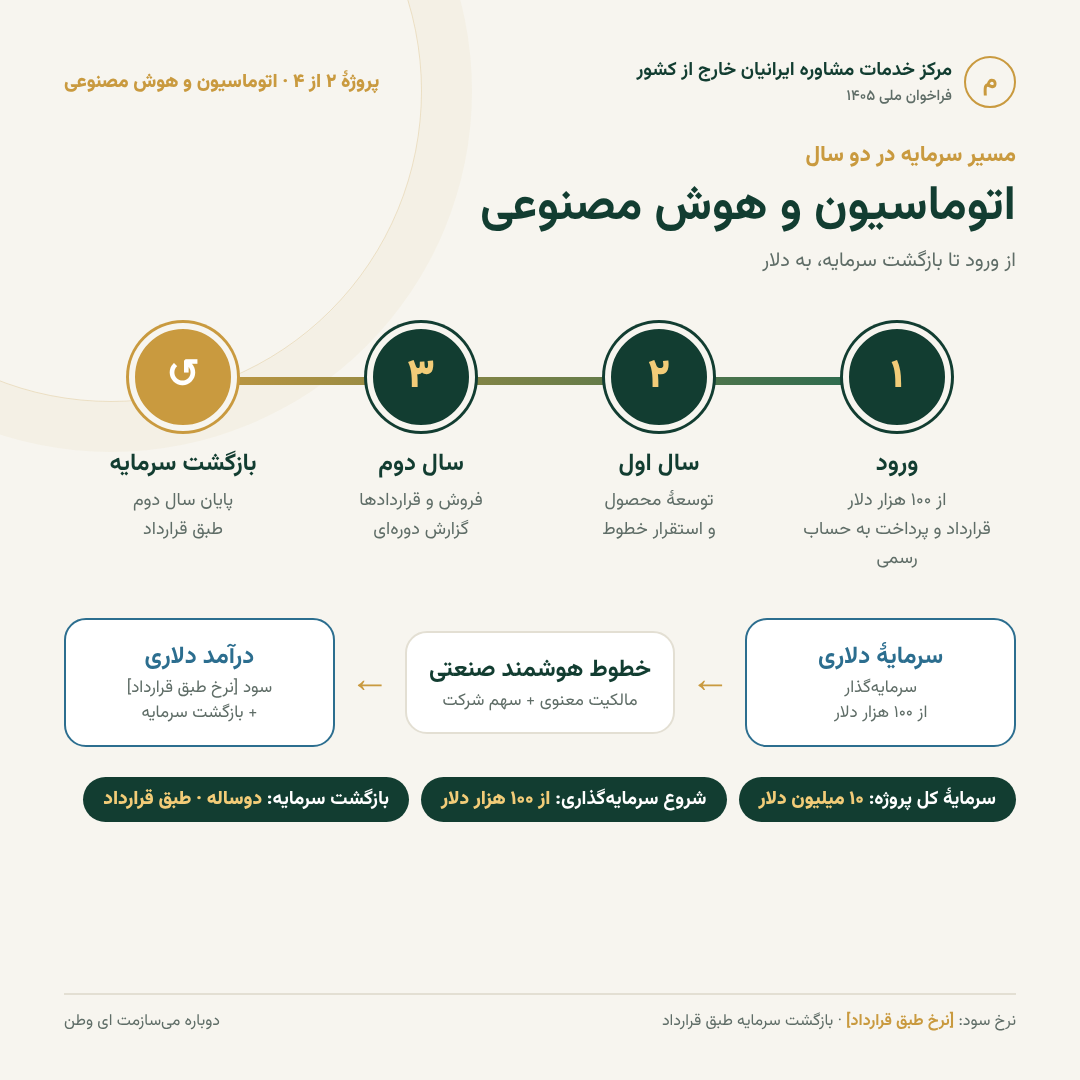 م
مرکز خدمات مشاوره ایرانیان خارج از کشور
فراخوان ملی ۱۴۰۵
پروژهٔ ۲ از ۴ · اتوماسیون و هوش مصنوعی
مسیر سرمایه در دو سال
اتوماسیون و هوش مصنوعی
از ورود تا بازگشت سرمایه، به دلار
۱
ورود
از ۱۰۰ هزار دلار
قرارداد و پرداخت به حساب
رسمی
۲
سال اول
توسعهٔ محصول
و استقرار خطوط
۳
سال دوم
فروش و قراردادها
گزارش دوره‌ای
↺
بازگشت سرمایه
پایان سال دوم
طبق قرارداد
سرمایهٔ دلاری
سرمایه‌گذار
از ۱۰۰ هزار دلار
←
خطوط هوشمند صنعتی
مالکیت معنوی + سهم شرکت
←
درآمد دلاری
سود [نرخ طبق قرارداد]
+ بازگشت سرمایه
سرمایهٔ کل پروژه: ۱۰ میلیون دلار
شروع سرمایه‌گذاری: از ۱۰۰ هزار دلار
بازگشت سرمایه: دوساله · طبق قرارداد
نرخ سود: [نرخ طبق قرارداد] · بازگشت سرمایه طبق قرارداد
دوباره می‌سازمت ای وطن